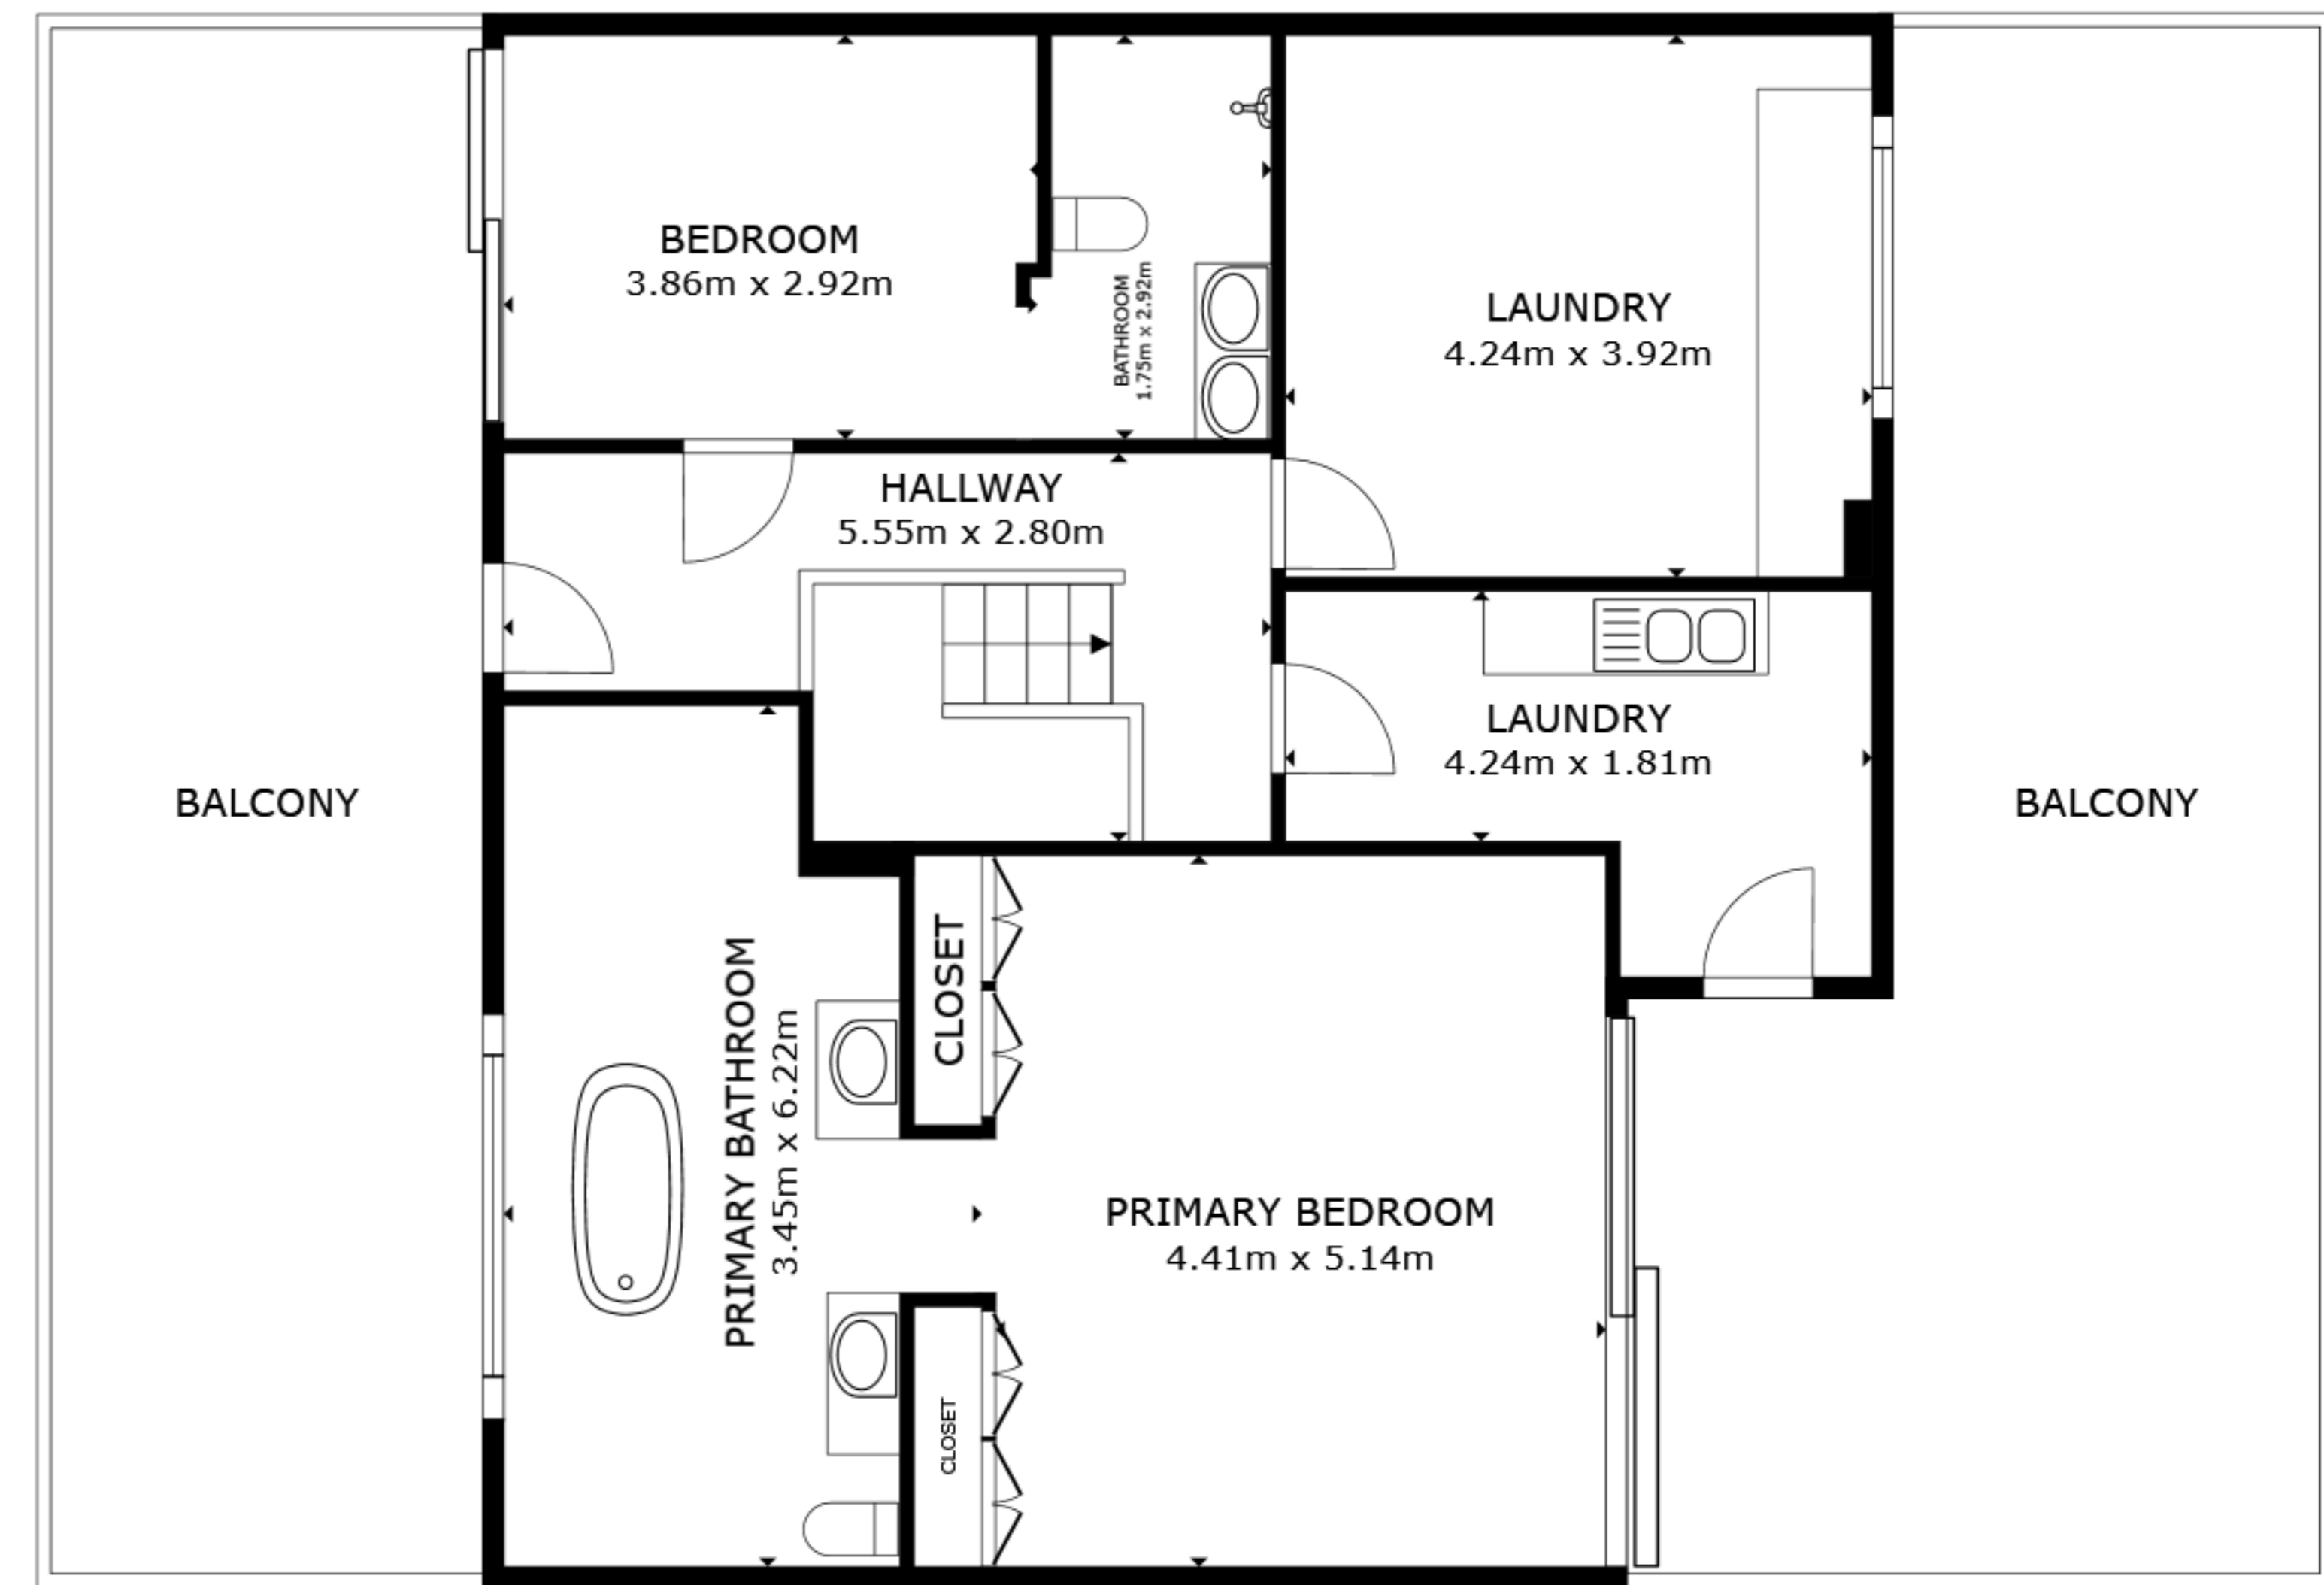 BEDROOM
3.86m x 2.92m
BATHROOM
1.75m x 2.92m
LAUNDRY
4.24m x 3.92m
HALLWAY
5.55m x 2.80m
LAUNDRY
4.24m x 1.81m
BALCONY
BALCONY
CLOSET
PRIMARY BATHROOM
3.45m x 6.22m
PRIMARY BEDROOM
4.41m x 5.14m
CLOSET